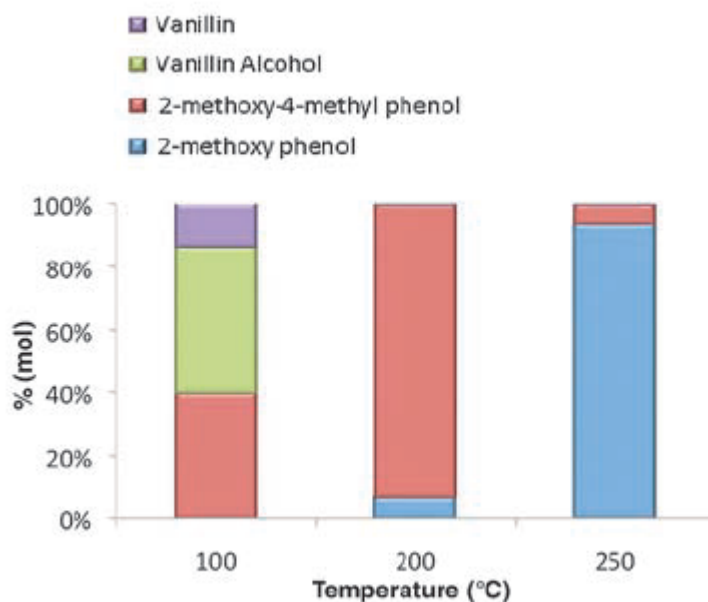 Vanillin
Vanillin Alcohol
2-methoxy-4-methyl phenol
2-methoxy phenol
100%
80%
60%
40%
20%
0%
% (mol)
100 200 250
Temperature (°C)